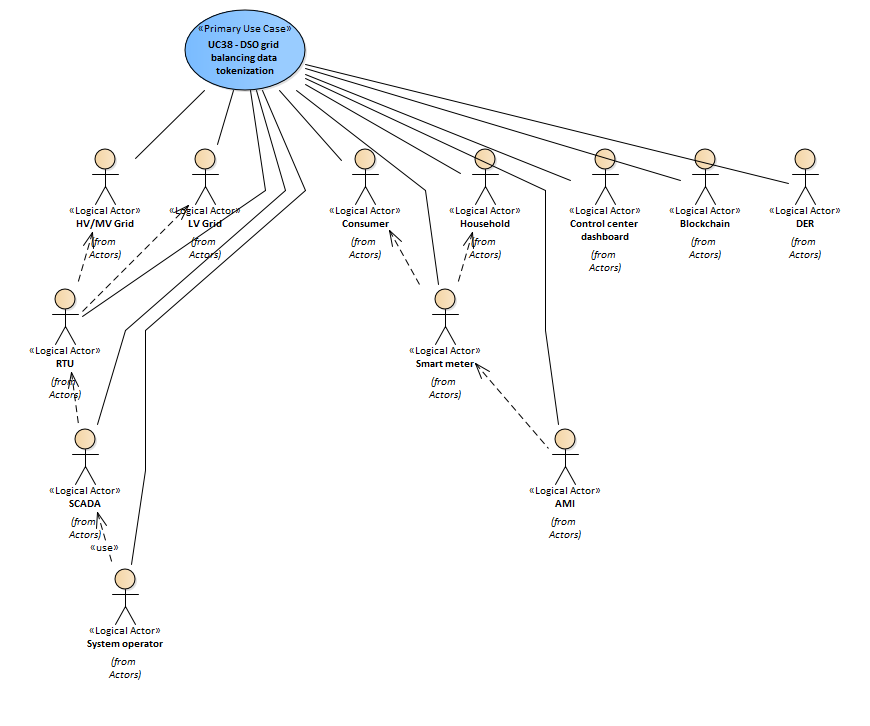 «Primary Use Case»
UC38 - DSO grid
balancing data
tokenization
«Logical Actor»
HV/MV Grid
(from
Actors)
«Logical Actor»
LV Grid
(from
Actors)
«Logical Actor»
Consumer
(from
Actors)
«Logical Actor»
Household
(from
Actors)
«Logical Actor»
Control center
dashboard
(from
Actors)
«Logical Actor»
Blockchain
(from
Actors)
«Logical Actor»
DER
(from
Actors)
«Logical Actor»
RTU
(from
Actors)
«Logical Actor»
Smart meter
(from
Actors)
«Logical Actor»
SCADA
(from
Actors)
«Logical Actor»
AMI
(from
Actors)
«use»
«Logical Actor»
System operator
(from
Actors)